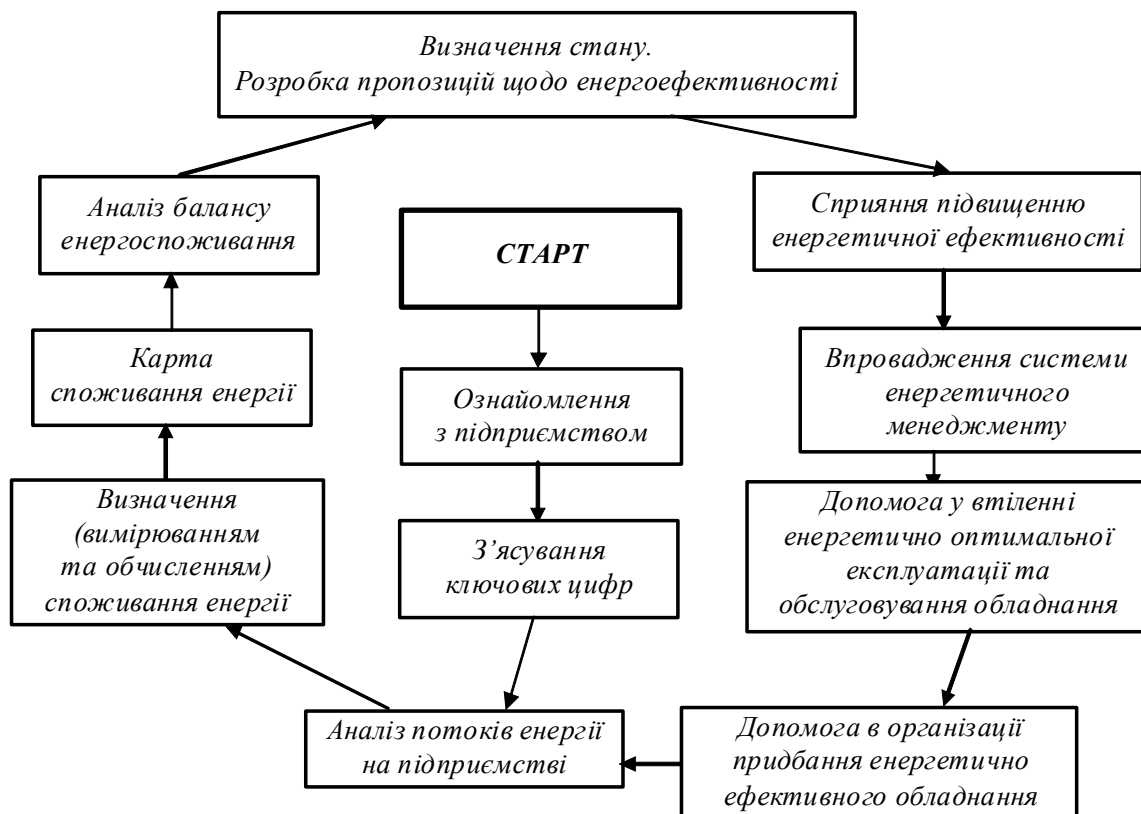 Визначення стану.
Розробка пропозицій щодо енергоефективності
Аналіз балансу
енергоспоживання
СТАРТ
Сприяння підвищенню
енергетичної ефективності
Карта
споживання енергії
Ознайомлення
з підприємством
Впровадження системи
енергетичного
менеджменту
Визначення
(вимірюванням
та обчисленням)
споживання енергії
З’ясування
ключових цифр
Допомога у втіленні
енергетично оптимальної
експлуатації та
обслуговування обладнання
Аналіз потоків енергії
на підприємстві
Допомога в організації
придбання енергетично
ефективного обладнання